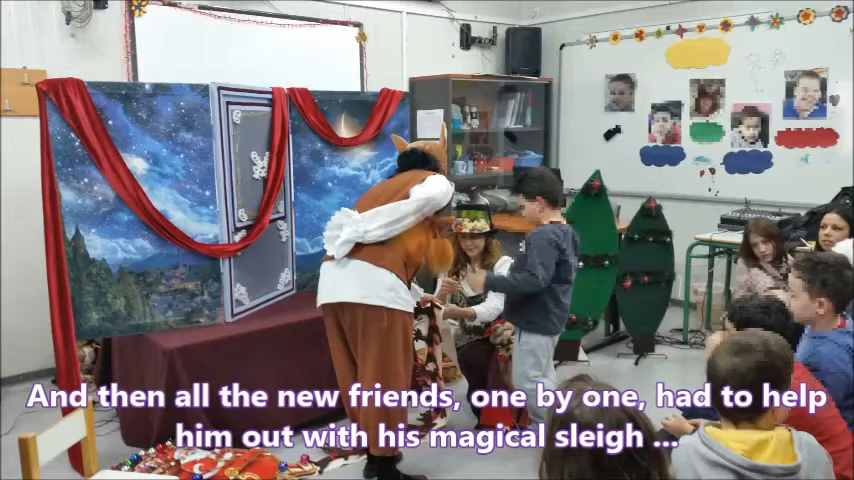 And then all the new friends, one by one, had to help
him out with his magical sleigh ...